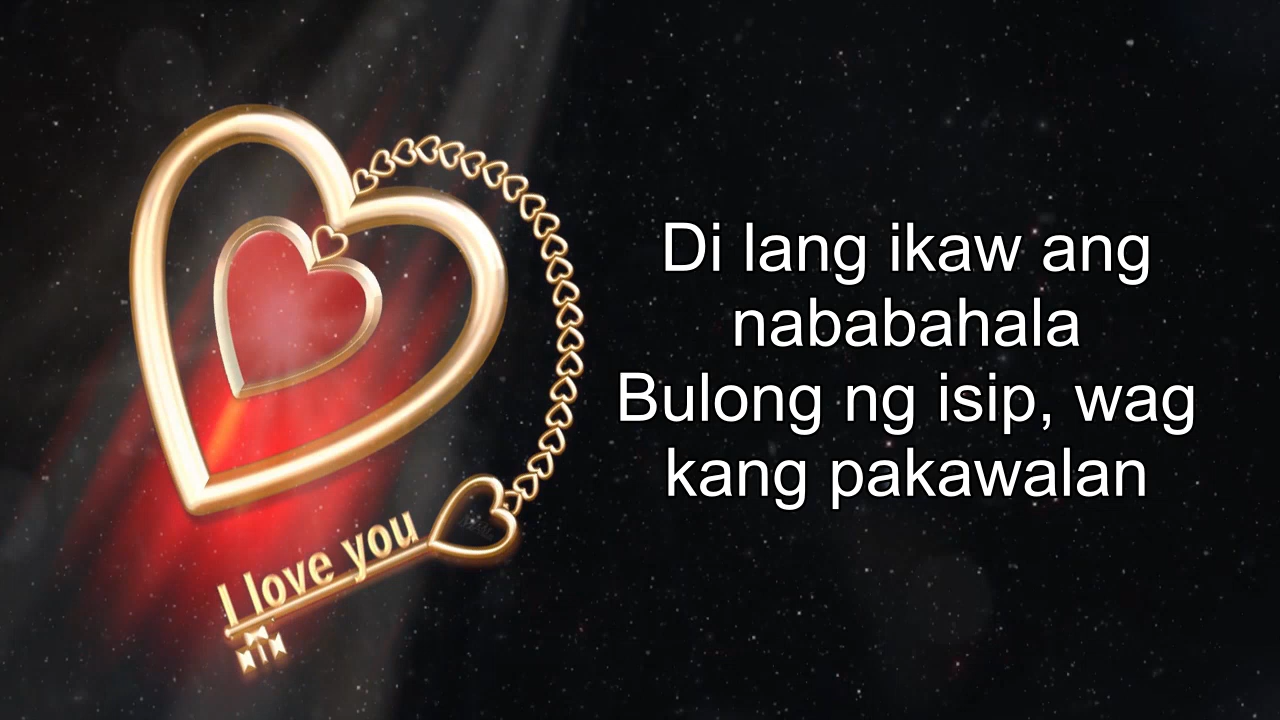 Di lang ikaw ang
nababahala
Bulong ng isip, wag
kang pakawalan
I love you